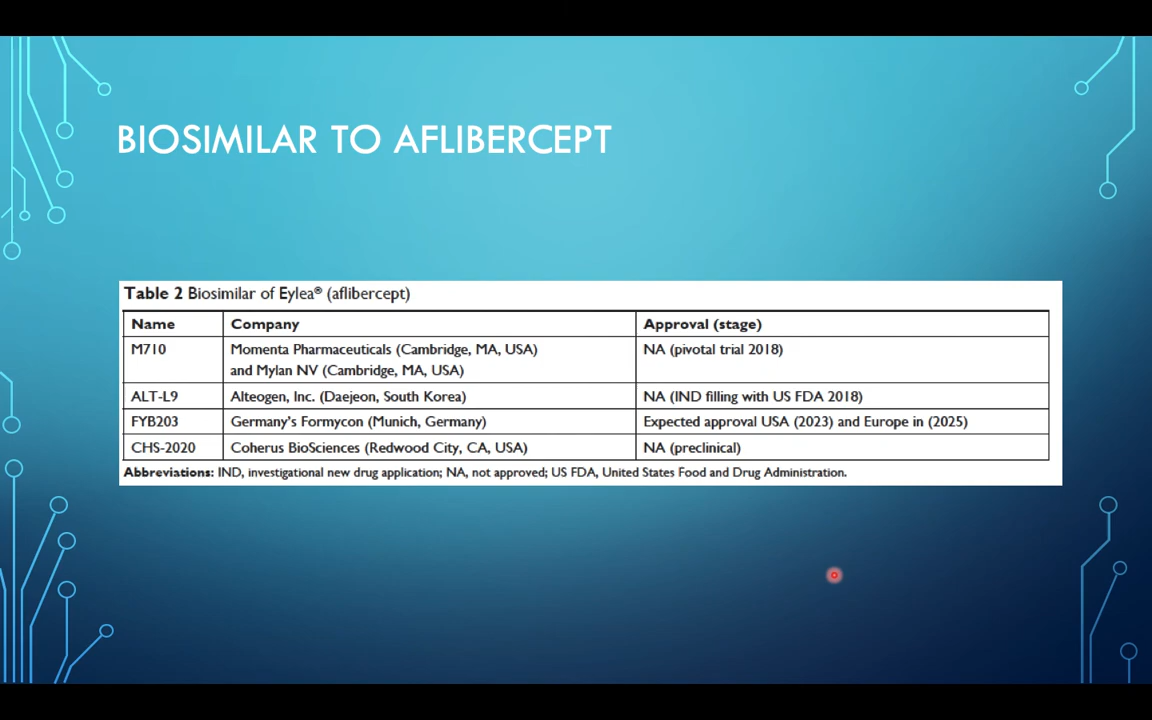 BIOSIMILAR TO AFLIBERCEPT
Table 2 Biosimilar of Eylea® (aflibercept)
Name Company Approval (stage)
M710 Momenta Pharmaceuticals (Cambridge, MA, USA) NA (pivotal trial 2018)
and Mylan NV (Cambridge, MA, USA)
ALT-L9 Alteogen, Inc. (Daejeon, South Korea) NA (IND filling with US FDA 2018)
FYB203 Germany's Formycon (Munich, Germany) Expected approval USA (2023) and Europe in (2025)
CHS-2020 Coherus BioSciences (Redwood City, CA, USA) NA (preclinical)
Abbreviations: IND, investigational new drug application; NA, not approved; US FDA, United States Food and Drug Administration.